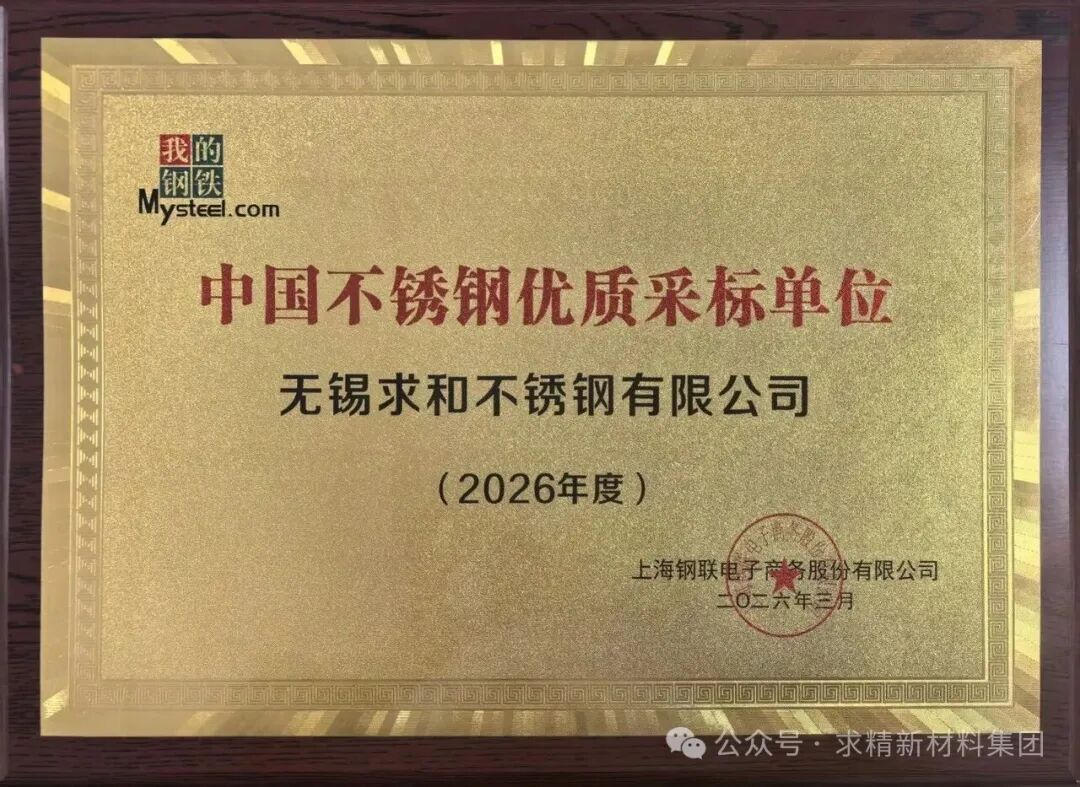 我的
钢铁
Mysteel.com
中国不锈钢优质采标单位
无锡求和不锈钢有限公司
（2026年度）
上海钢联电子商务股份有限公司
二〇二六年三月
公众号 · 求精新材料集团